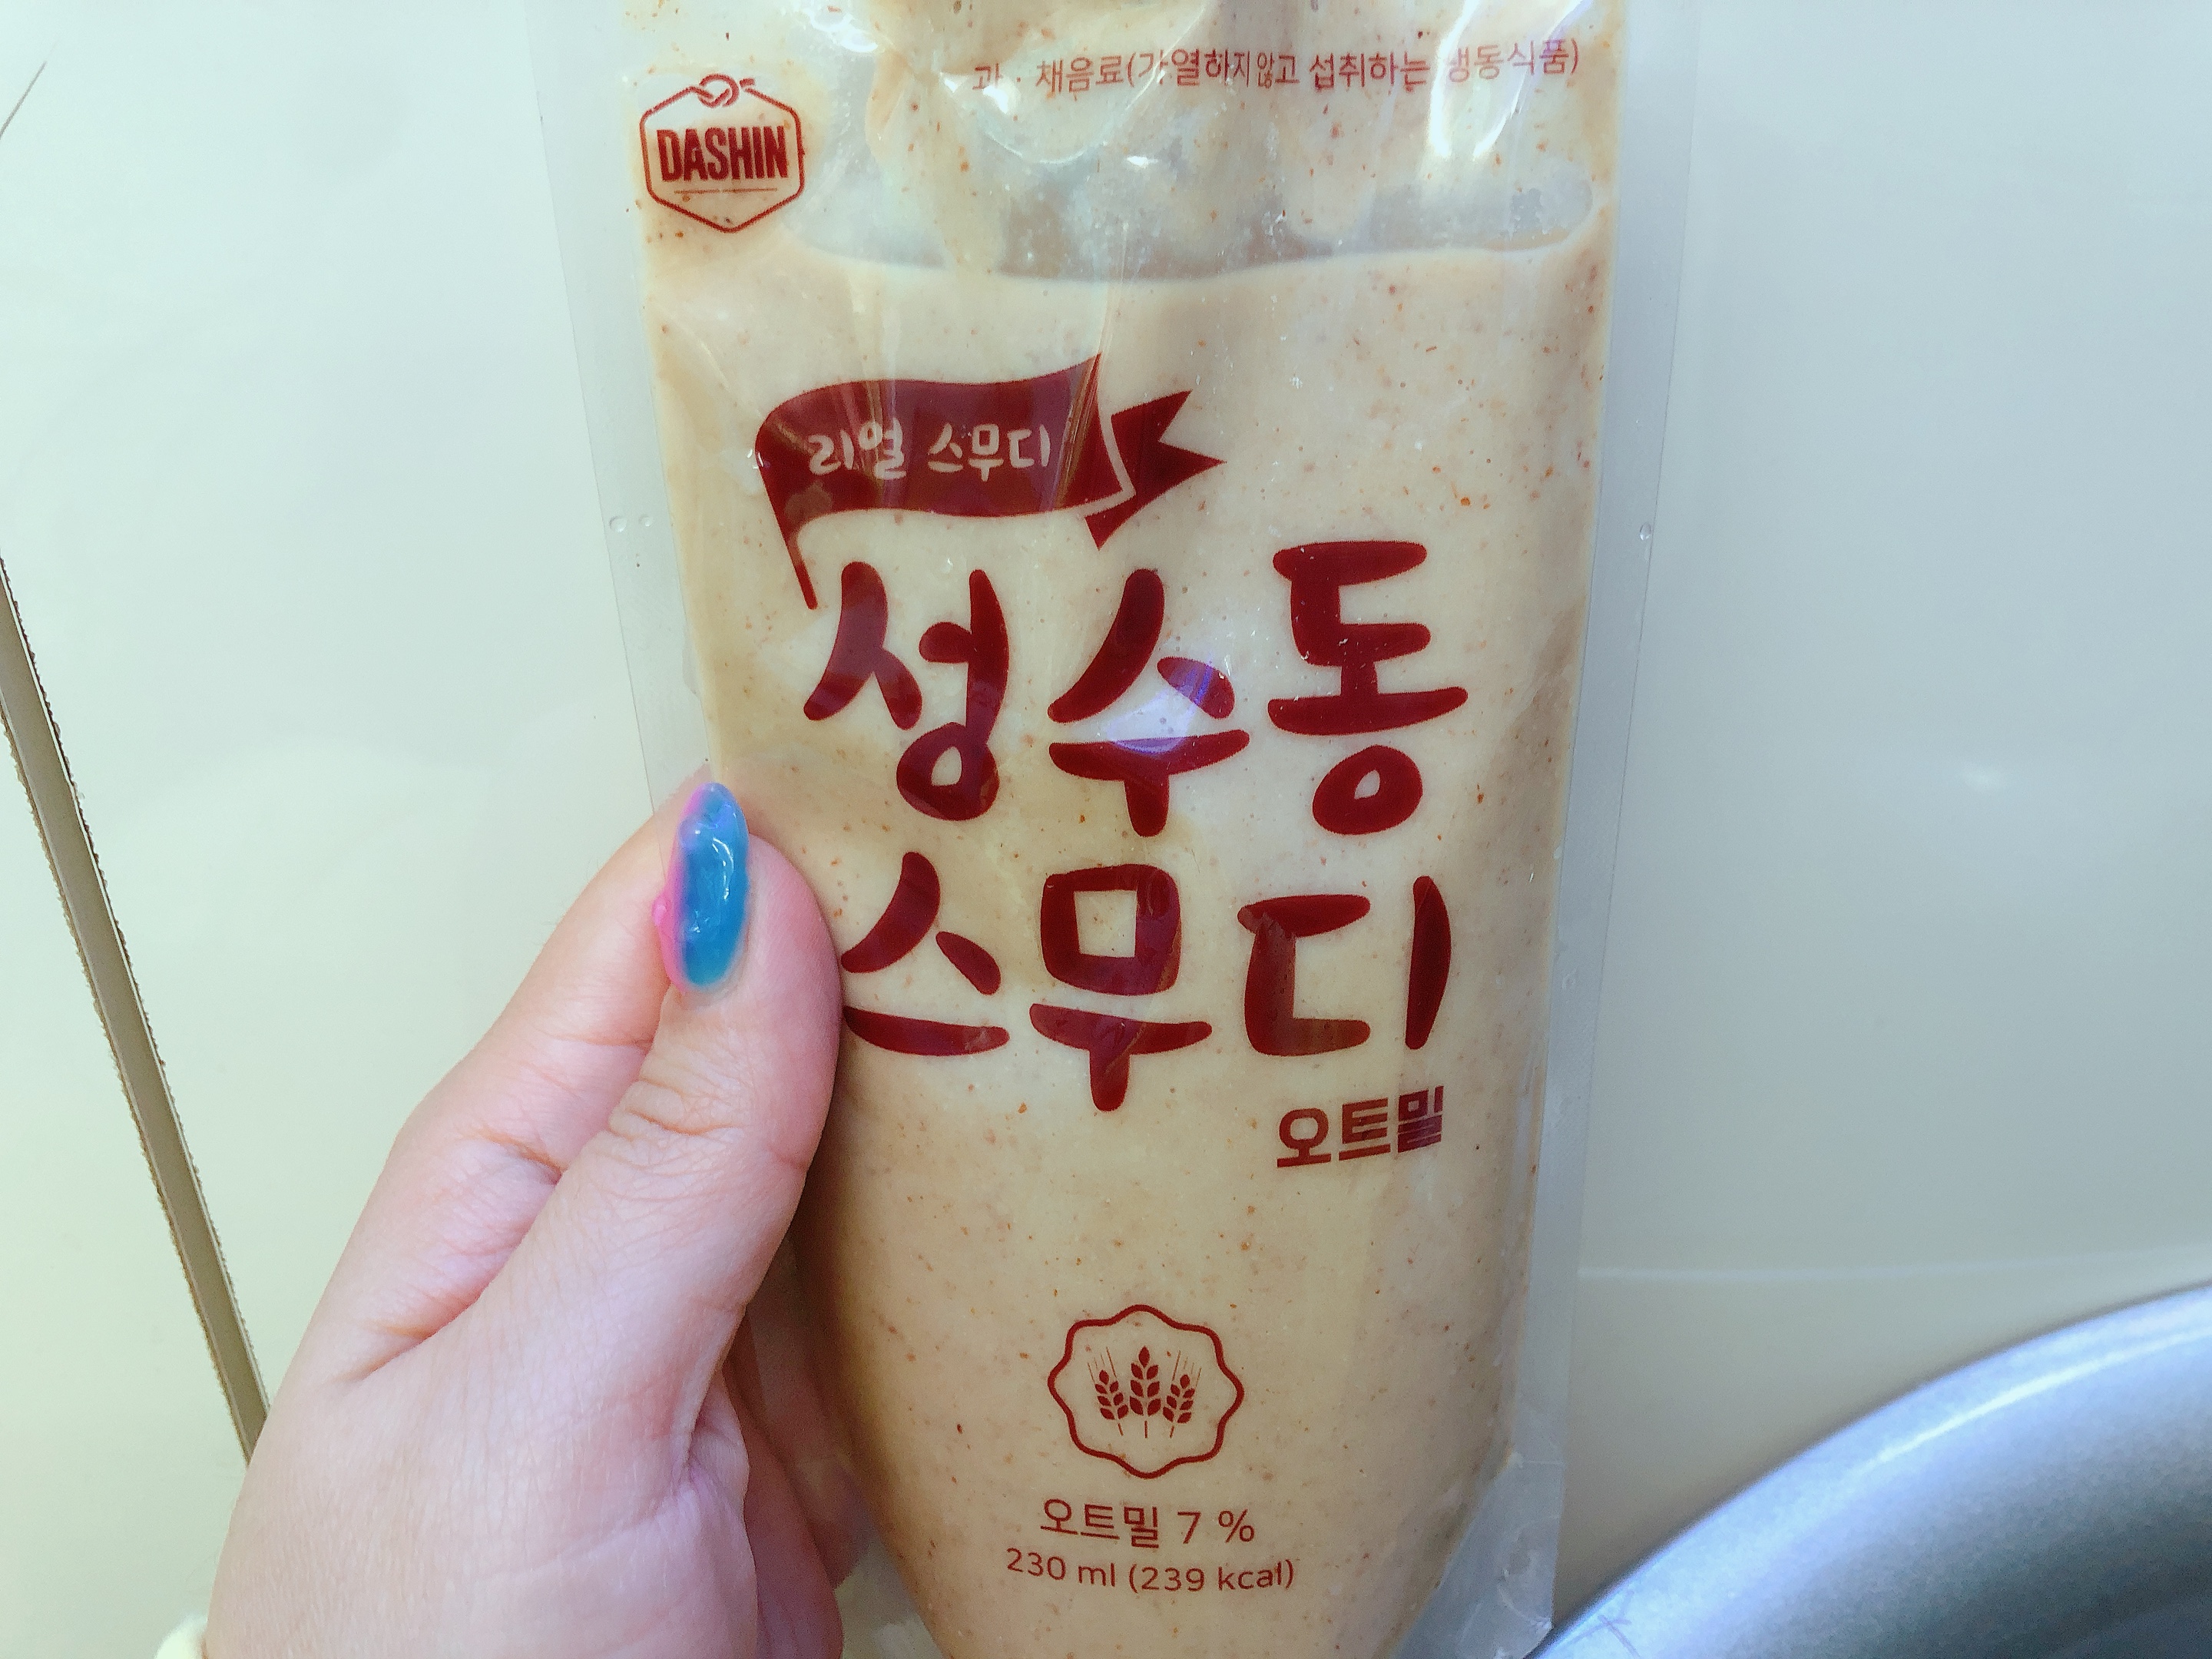 과·채음료(가열하지않고 섭취하는 냉동식품)
DASHIN
리얼 스무디
성수동
스무디
오트밀
오트밀 7 %
230 ml (239 kcal)